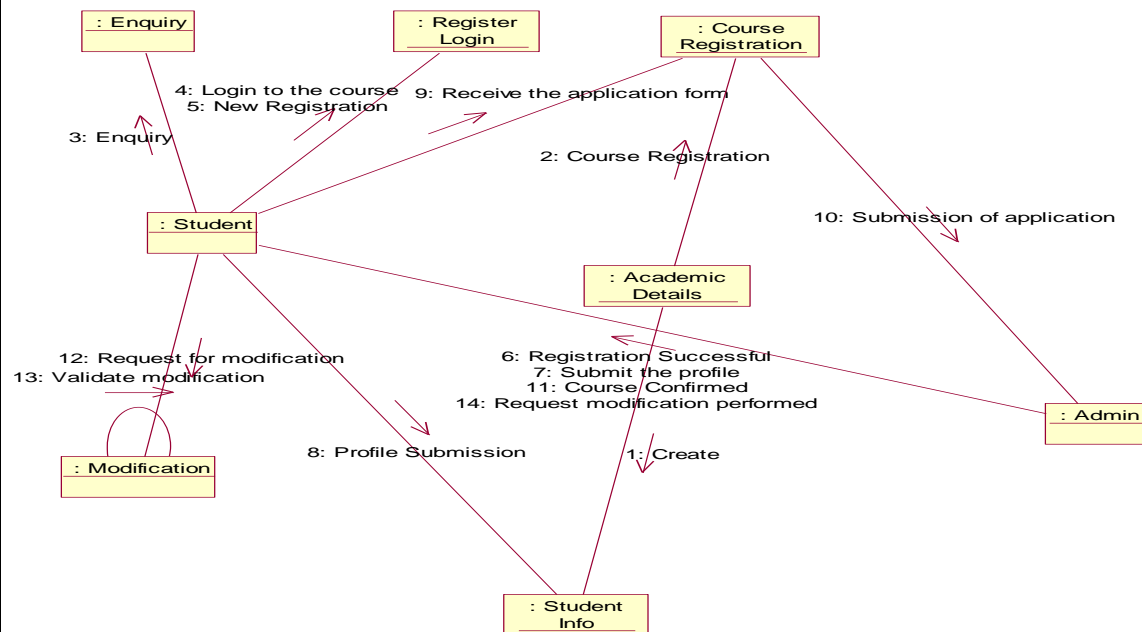 : Enquiry
: Register
Login
: Course
Registration
4: Login to the course
5: New Registration
9: Receive the application form
3: Enquiry
2: Course Registration
: Student
10: Submission of application
: Academic
Details
12: Request for modification
13: Validate modification
6: Registration Successful
7: Submit the profile
11: Course Confirmed
14: Request modification performed
: Admin
8: Profile Submission
1: Create
: Modification
: Student
Info